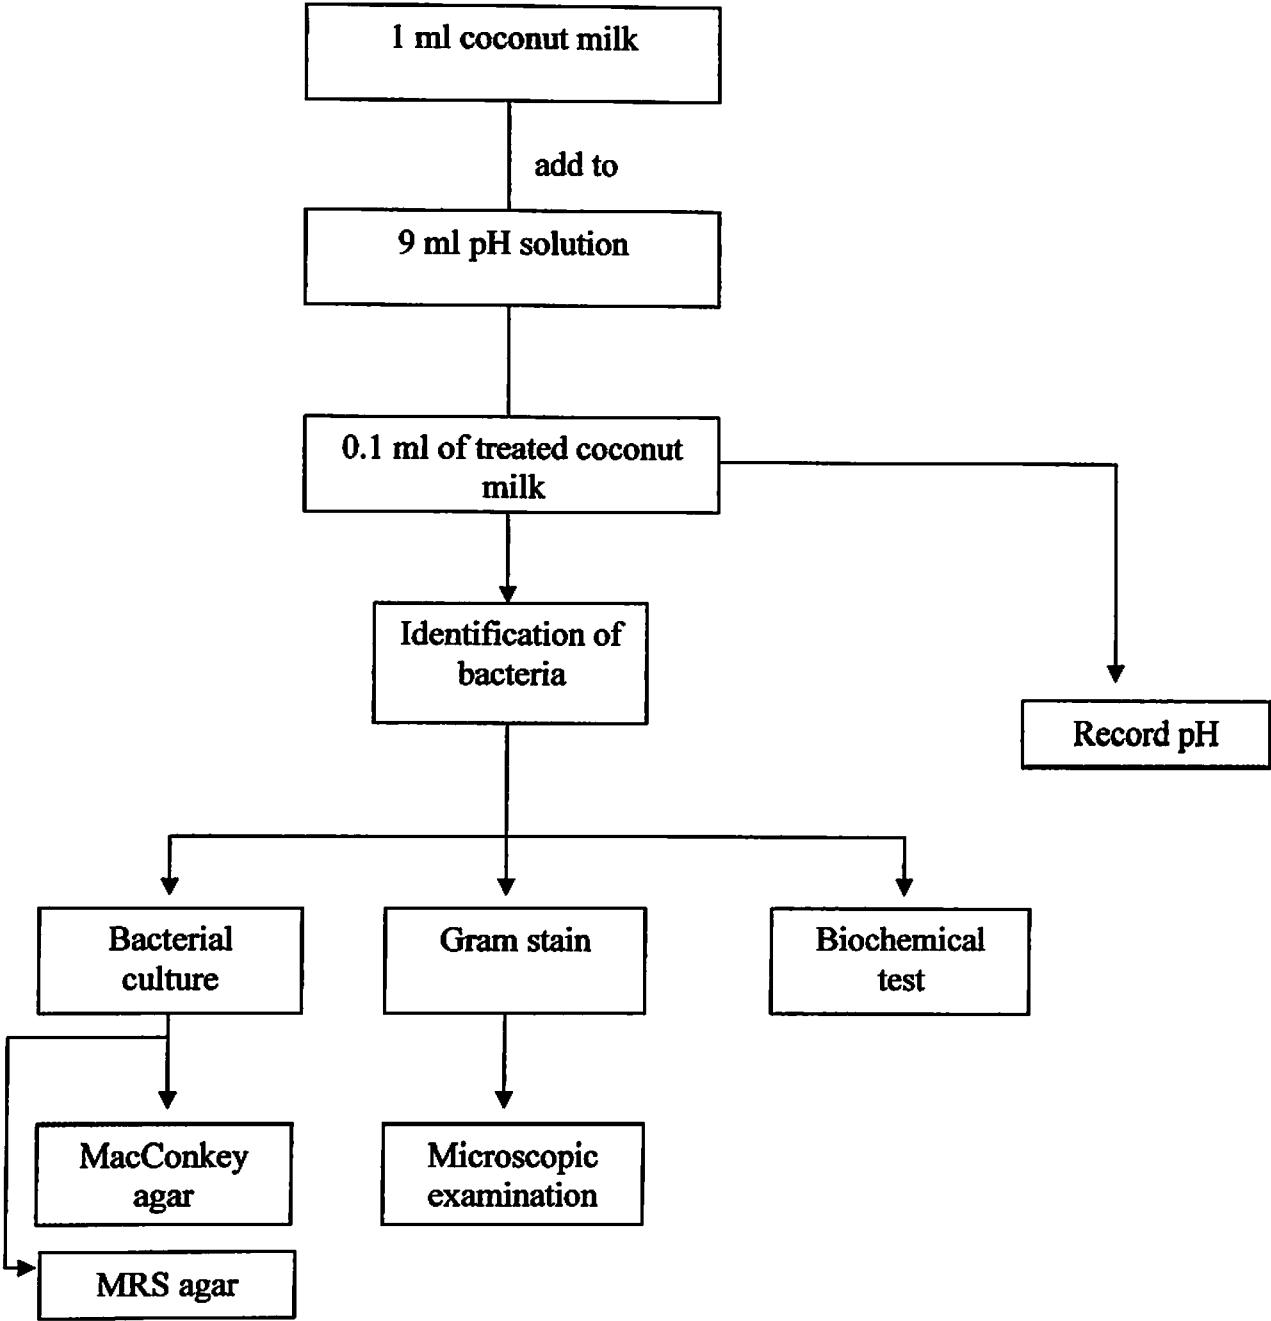 1 ml coconut milk
add to
9 ml pH solution
0.1 ml of treated coconut
milk
Identification of
bacteria
Record pH
Bacterial
culture
Gram stain
Biochemical
test
MacConkey
agar
Microscopic
examination
MRS agar